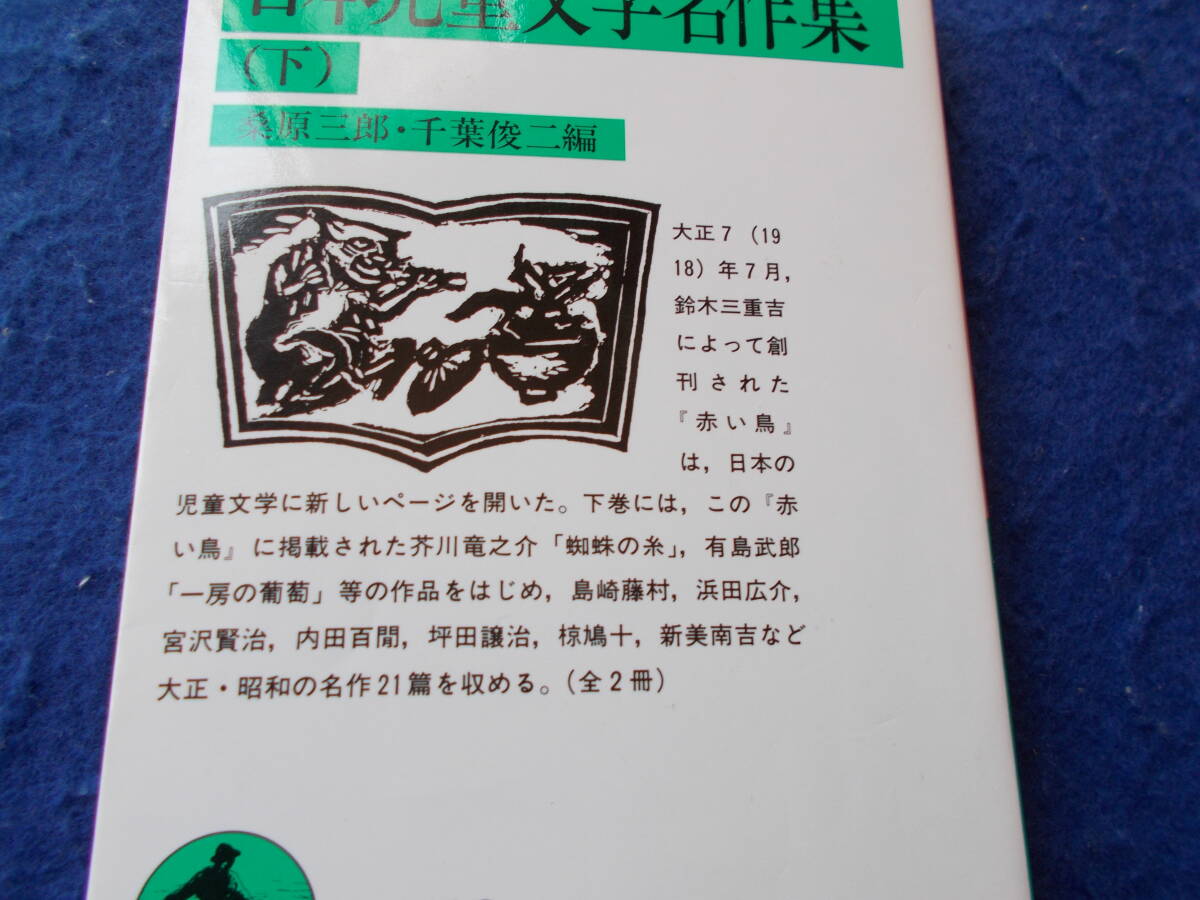 日本児童文学名作集
（下）
桑原三郎・千葉俊二編
大正7（19
18）年7月，
鈴木三重吉
によって創
刊された
『赤い鳥』
は，日本の
児童文学に新しいページを開いた。下巻には，この『赤
い鳥』に掲載された芥川竜之介「蜘蛛の糸」，有島武郎
「一房の葡萄」等の作品をはじめ，島崎藤村，浜田広介，
宮沢賢治，内田百閒，坪田譲治，椋鳩十，新美南吉など
大正・昭和の名作21篇を収める。（全2冊）